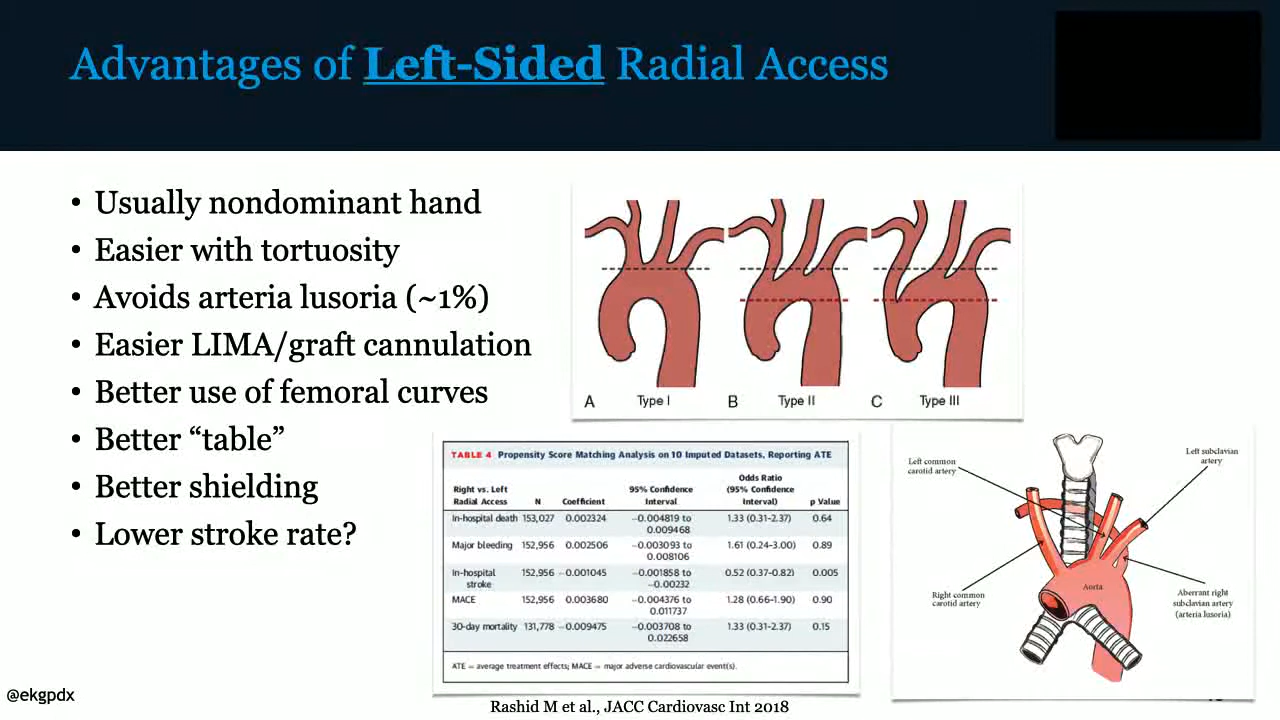 Advantages of Left-Sided Radial Access
• Usually nondominant hand
• Easier with tortuosity
• Avoids arteria lusoria (~1%)
• Easier LIMA/graft cannulation
• Better use of femoral curves
• Better “table”
• Better shielding
• Lower stroke rate?
A Type I B Type II C Type III
TABLE 4 Propensity Score Matching Analysis on 10 Imputed Datasets, Reporting ATE
Right vs. Left Radial Access N Coefficient 95% Confidence Interval Odds Ratio (95% Confidence Interval) p Value
In-hospital death 153,027 0.002324 −0.004819 to 0.009468 1.33 (0.31-2.37) 0.64
Major bleeding 152,956 0.002506 −0.003093 to 0.008106 1.61 (0.24-3.00) 0.89
In-hospital stroke 152,956 −0.001045 −0.001858 to −0.00232 0.52 (0.37-0.82) 0.005
MACE 152,956 0.003680 −0.004376 to 0.011737 1.28 (0.66-1.90) 0.90
30-day mortality 131,778 −0.009475 −0.003708 to 0.022658 1.33 (0.31-2.37) 0.15
ATE = average treatment effects; MACE = major adverse cardiovascular event(s).
Left common
carotid artery
Left subclavian
artery
Aorta
Right common
carotid artery
Aberrant right
subclavian artery
(arteria lusoria)
@ekgpdx
Rashid M et al., JACC Cardiovasc Int 2018